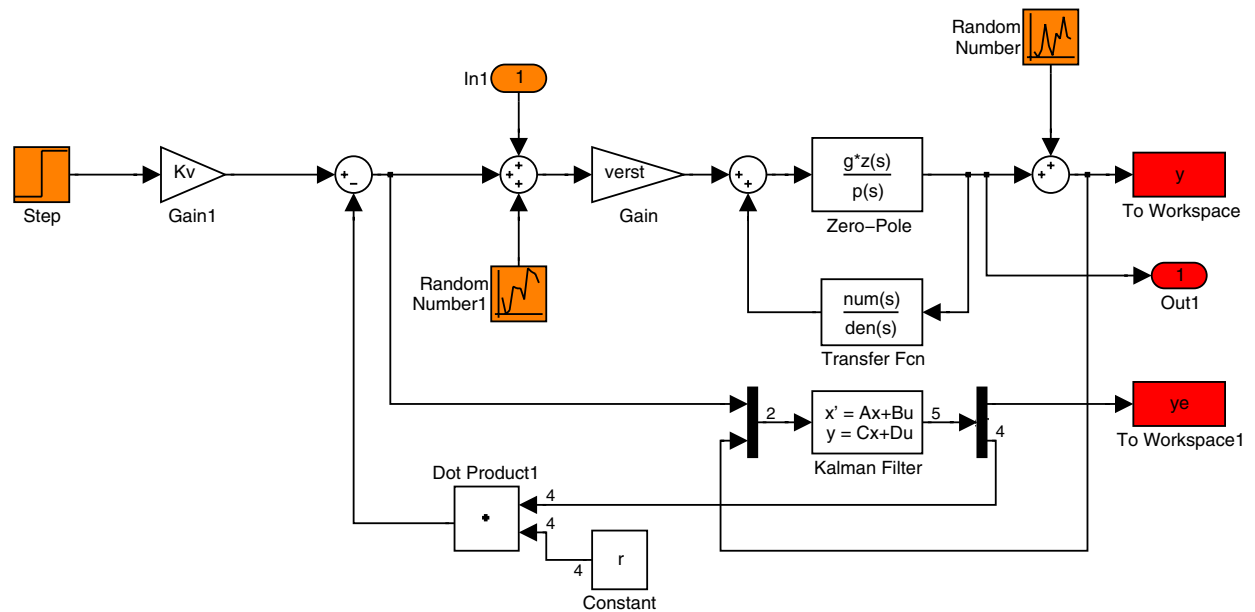 Random
Number
In1
1
Step
Kv
Gain1
+
−
+
+
+
verst
Gain
+
+
g*z(s)
p(s)
Zero−Pole
+
+
y
To Workspace
Random
Number1
num(s)
den(s)
Transfer Fcn
1
Out1
2
x' = Ax+Bu
y = Cx+Du
Kalman Filter
5
4
ye
To Workspace1
Dot Product1
4
4
4
r
Constant